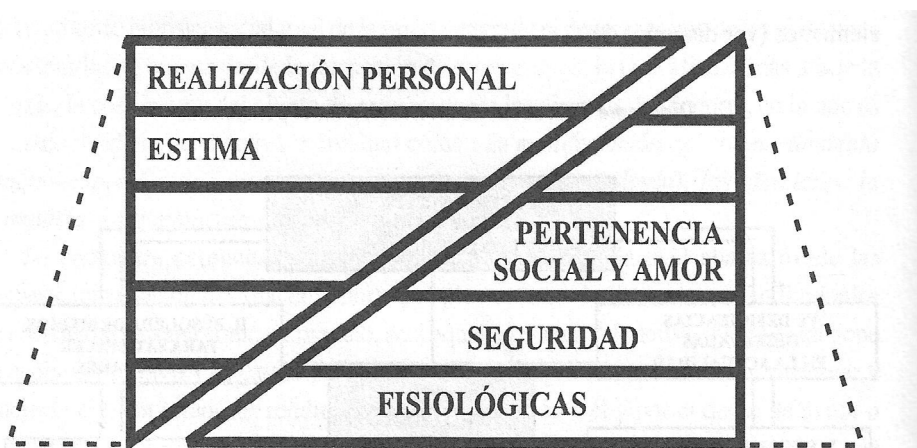 REALIZACIÓN PERSONAL
ESTIMA
PERTENENCIA
SOCIAL Y AMOR
SEGURIDAD
FISIOLÓGICAS